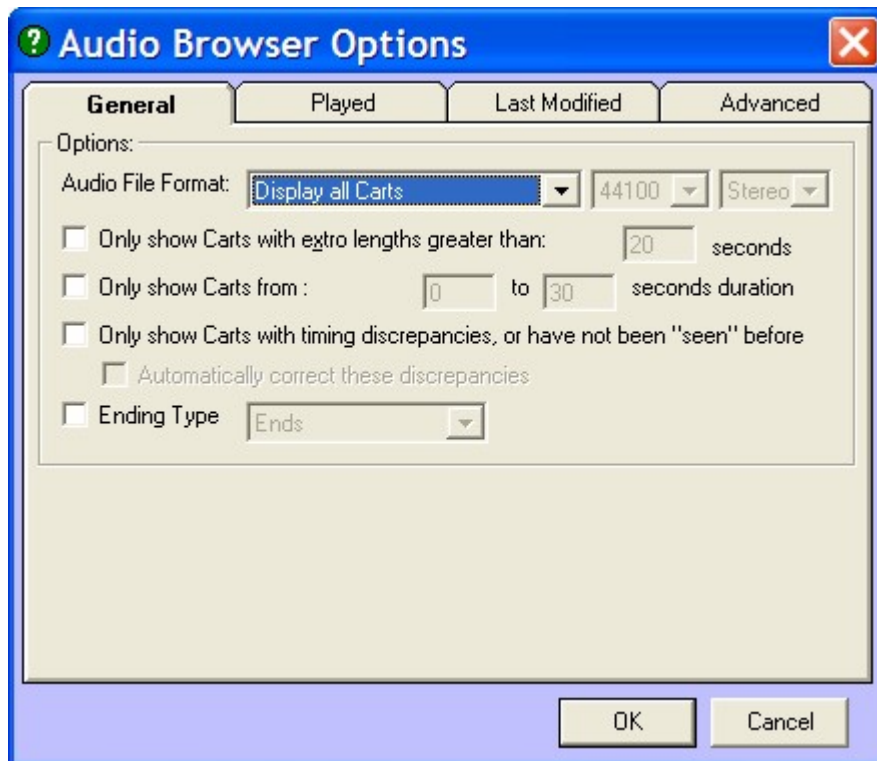 ? Audio Browser Options
General Played Last Modified Advanced
Options:
Audio File Format: Display all Carts 44100 Stereo
Only show Carts with extro lengths greater than: 20 seconds
Only show Carts from : 0 to 30 seconds duration
Only show Carts with timing discrepancies, or have not been "seen" before
Automatically correct these discrepancies
Ending Type Ends
OK Cancel